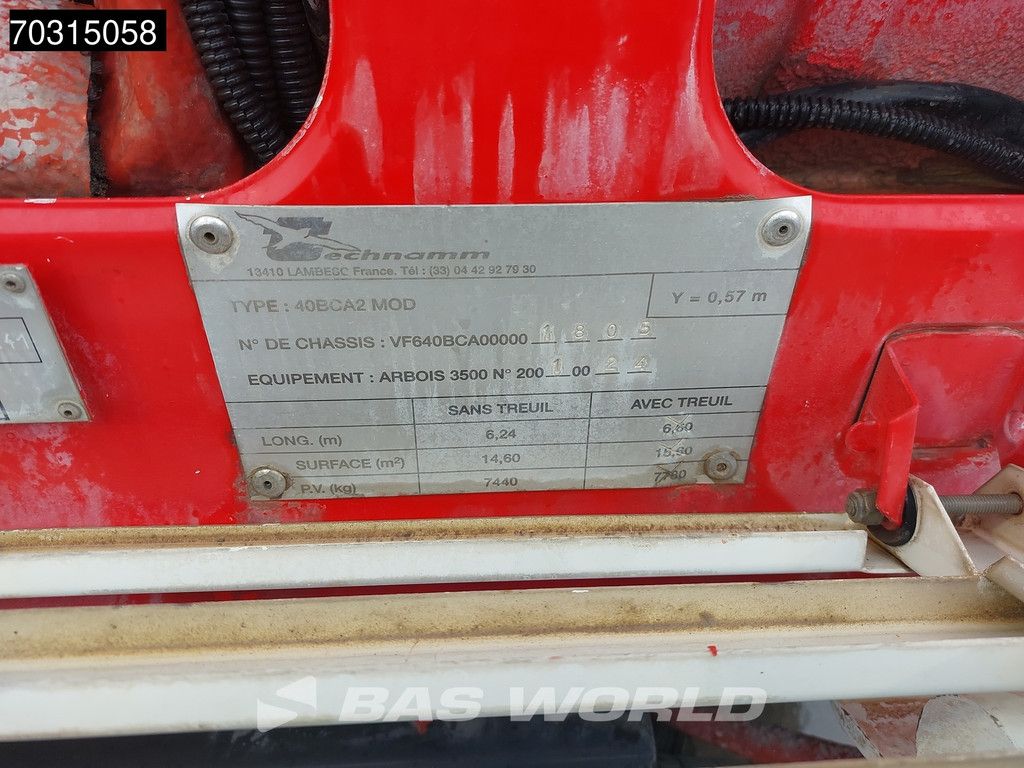 70315058
Technamm
13410 LAMBESC France. Tél : (33) 04 42 92 79 30
TYPE : 40BCA2 MOD
Y = 0,57 m
N° DE CHASSIS : VF640BCA00000 1 8 0 5
EQUIPEMENT : ARBOIS 3500 N° 200 1 00 2 4
SANS TREUIL AVEC TREUIL
LONG. (m) 6,24 6,60
SURFACE (m²) 14,60
P.V. (kg) 7440
BAS WORLD